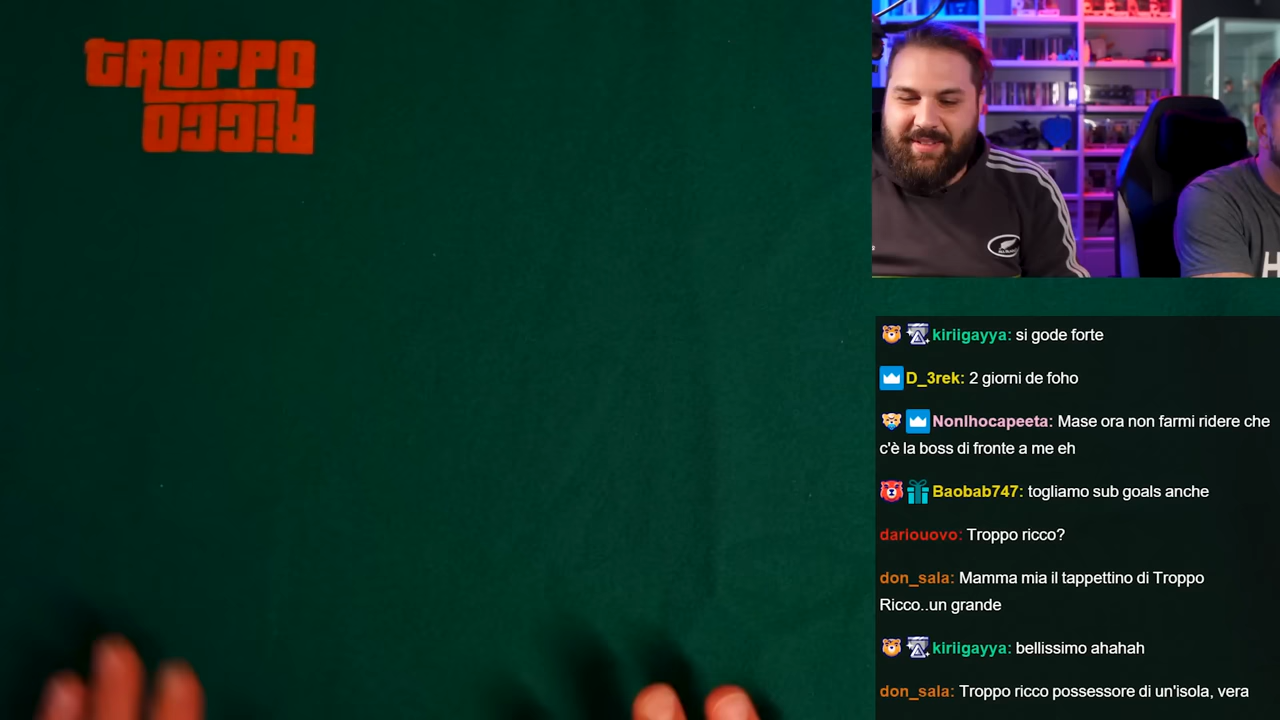 TROPPO
RICCO
kiriigayya: si gode forte
D_3rek: 2 giorni de foho
Nonlhocapeeta: Mase ora non farmi ridere che
c'è la boss di fronte a me eh
Baobab747: togliamo sub goals anche
dariouovo: Troppo ricco?
don_sala: Mamma mia il tappettino di Troppo
Ricco..un grande
kiriigayya: bellissimo ahahah
don_sala: Troppo ricco possessore di un'isola, vera
H